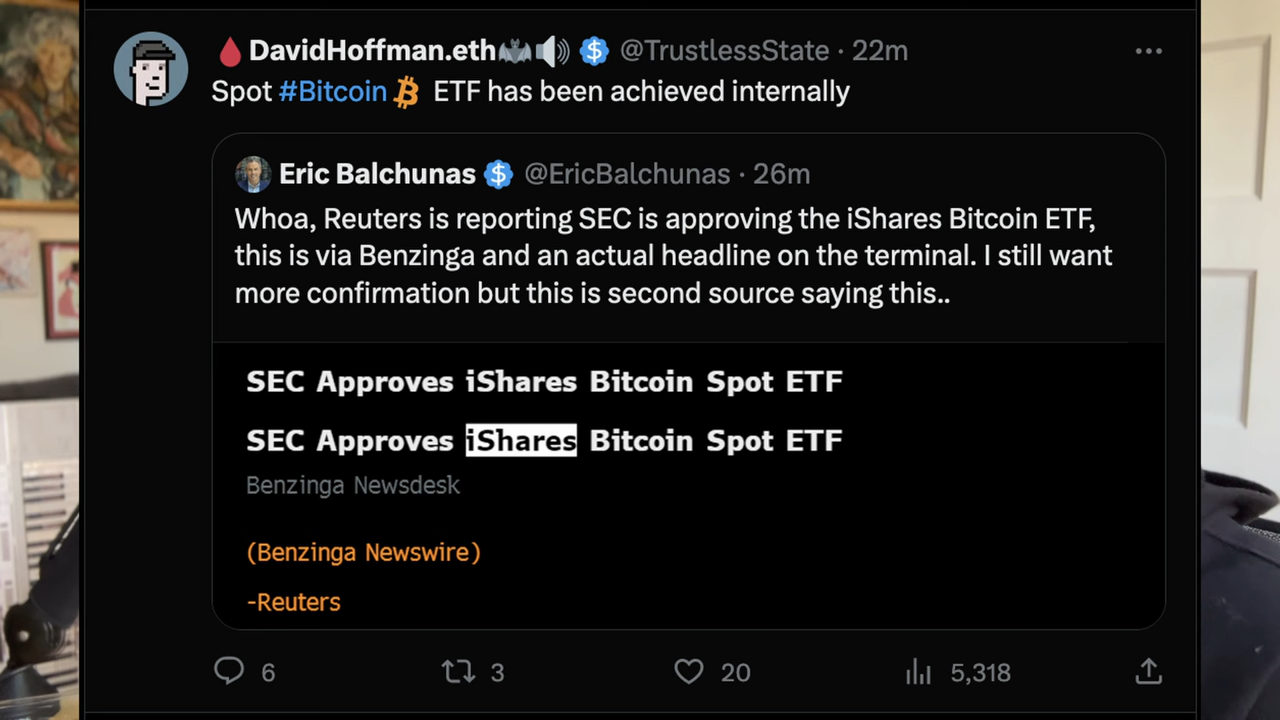 🩸 DavidHoffman.eth🦇🔊 @TrustlessState · 22m
Spot #Bitcoin ETF has been achieved internally
Eric Balchunas @EricBalchunas · 26m
Whoa, Reuters is reporting SEC is approving the iShares Bitcoin ETF,
this is via Benzinga and an actual headline on the terminal. I still want
more confirmation but this is second source saying this..
SEC Approves iShares Bitcoin Spot ETF
SEC Approves iShares Bitcoin Spot ETF
Benzinga Newsdesk
(Benzinga Newswire)
-Reuters
6 3 20 5,318